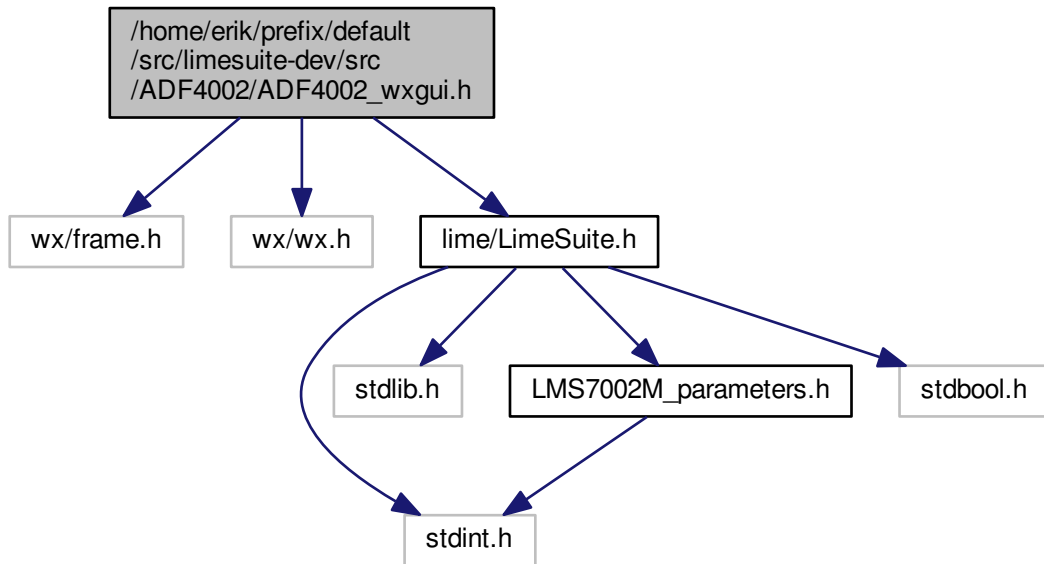 /home/erik/prefix/default
/src/limesuite-dev/src
/ADF4002/ADF4002_wxgui.h
wx/frame.h
wx/wx.h
lime/LimeSuite.h
stdlib.h
LMS7002M_parameters.h
stdbool.h
stdint.h